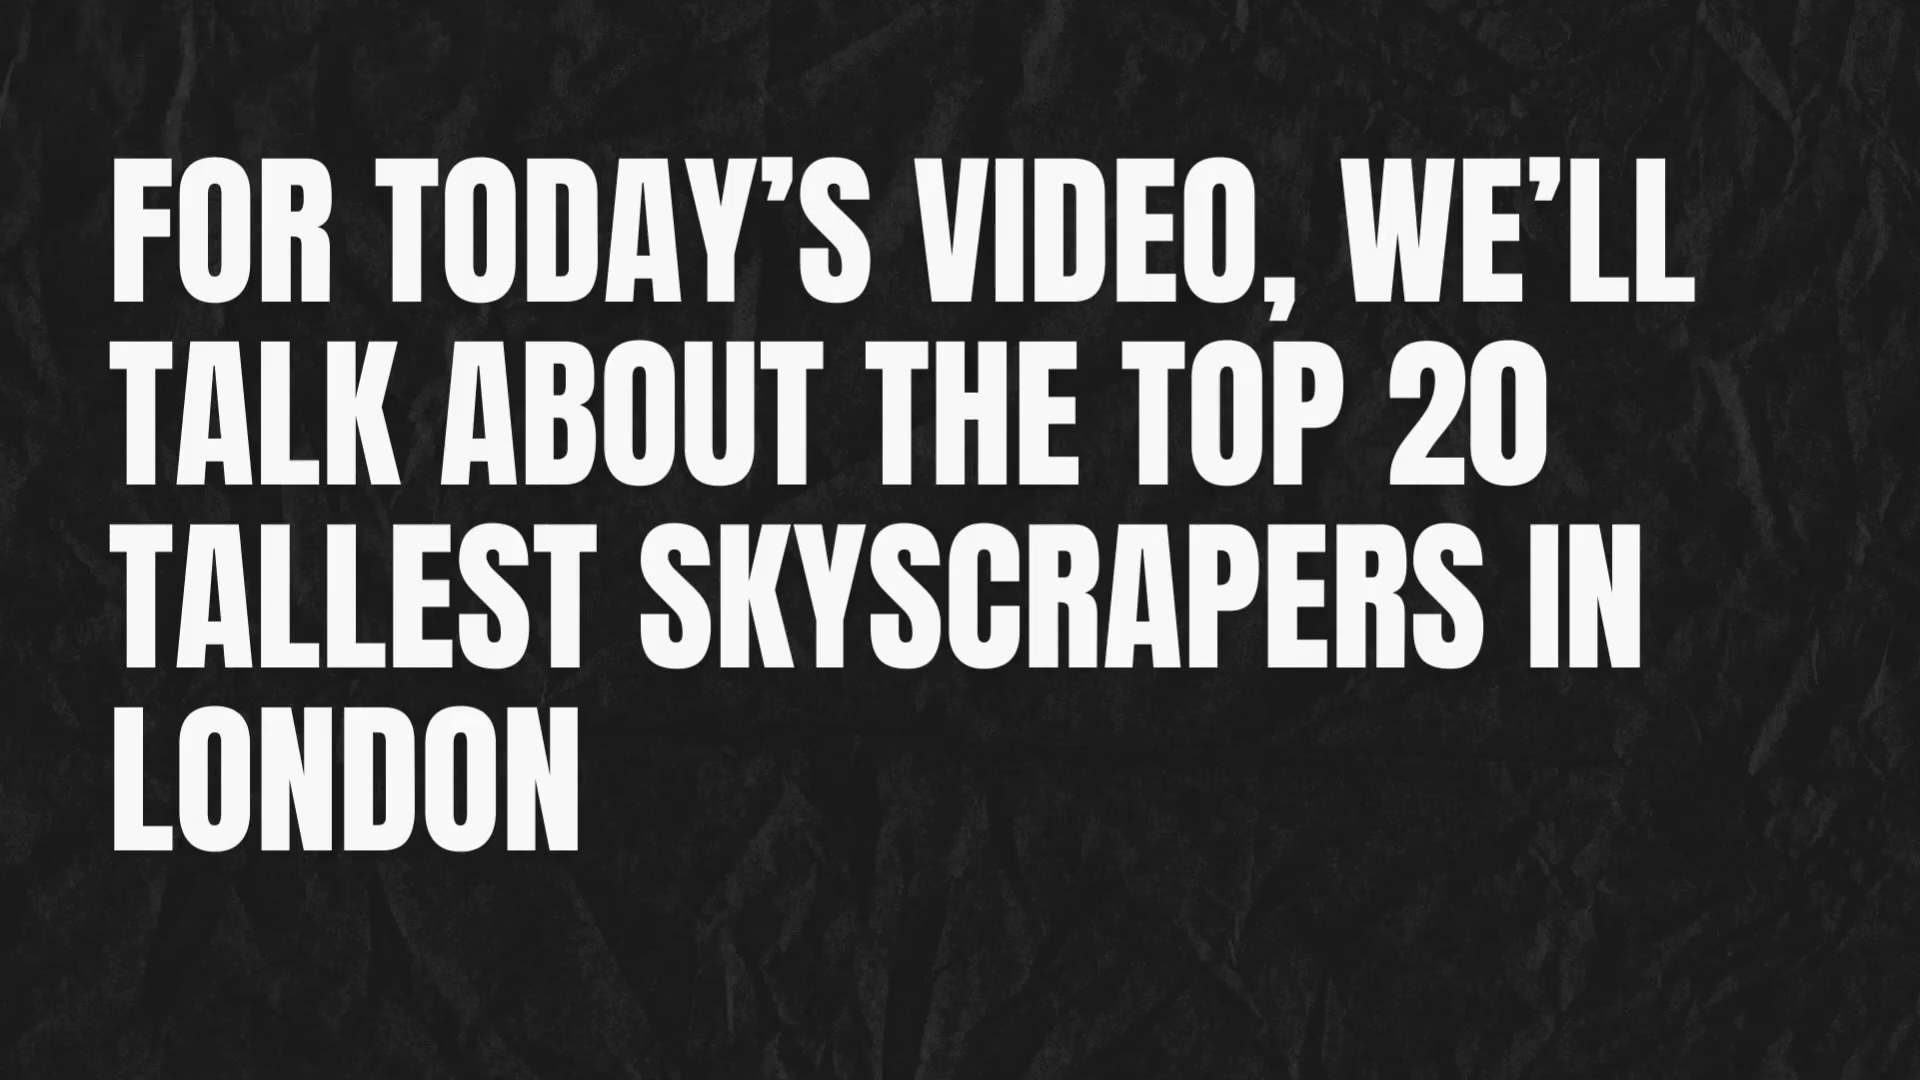 FOR TODAY’S VIDEO, WE’LL
TALK ABOUT THE TOP 20
TALLEST SKYSCRAPERS IN
LONDON